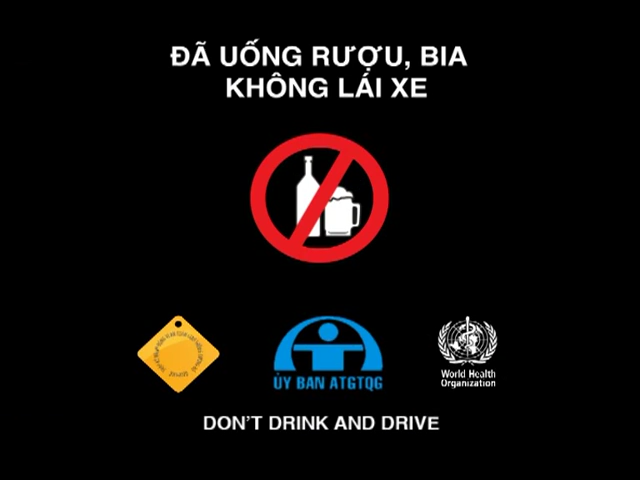 ĐÃ UỐNG RƯỢU, BIA
KHÔNG LÁI XE
ỦY BAN ATGTQG
World Health
Organization
DON'T DRINK AND DRIVE